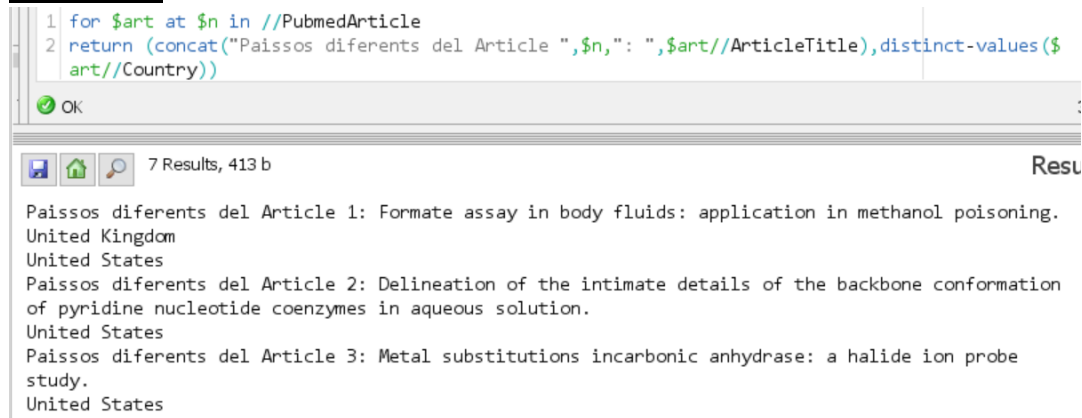 1 for $art at $n in //PubmedArticle
2 return (concat("Paissos diferents del Article ",$n,": ",$art//ArticleTitle),distinct-values($
art//Country))
OK
7 Results, 413 b
Resu
Paissos diferents del Article 1: Formate assay in body fluids: application in methanol poisoning.
United Kingdom
United States
Paissos diferents del Article 2: Delineation of the intimate details of the backbone conformation
of pyridine nucleotide coenzymes in aqueous solution.
United States
Paissos diferents del Article 3: Metal substitutions incarbonic anhydrase: a halide ion probe
study.
United States